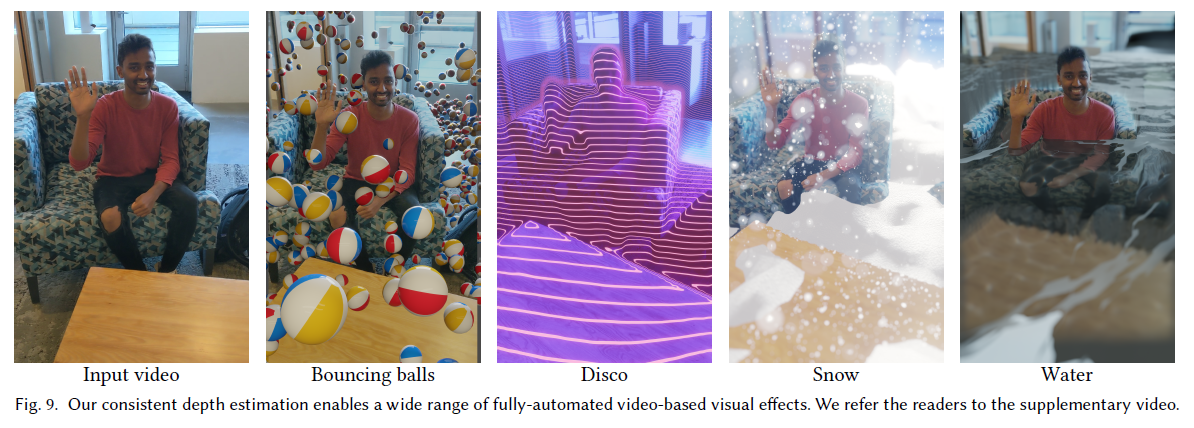 Input video
Bouncing balls
Disco
Snow
Water
Fig. 9. Our consistent depth estimation enables a wide range of fully-automated video-based visual effects. We refer the readers to the supplementary video.